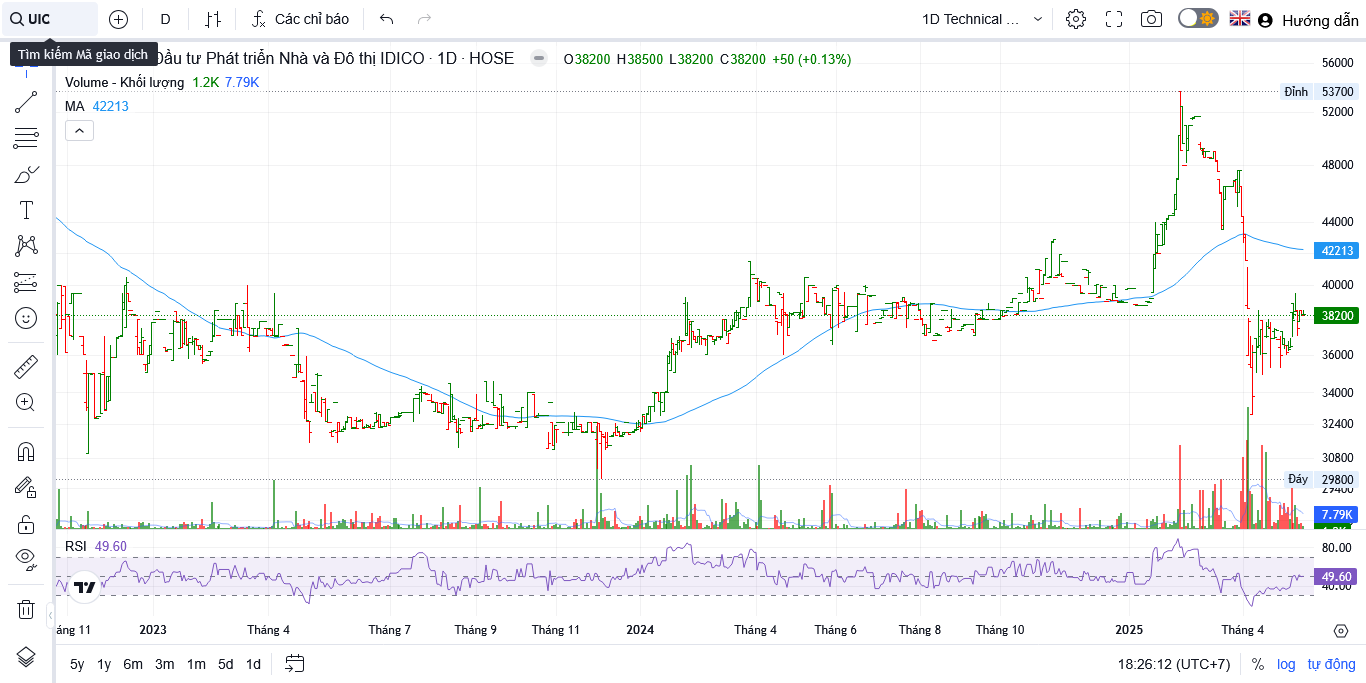 UIC
D
Các chỉ báo
1D Technical ...
Hướng dẫn
Tìm kiếm Mã giao dịch
Đầu tư Phát triển Nhà và Đô thị IDICO · 1D · HOSE
O38200 H38500 L38200 C38200 +50 (+0.13%)
Volume - Khối lượng 1.2K 7.79K
MA 42213
56000
Đỉnh 53700
52000
48000
44000
42213
40000
38200
36000
34000
32400
30800
Đáy 29800
29400
7.79K
RSI 49.60
80.00
49.60
40.00
áng 11 2023 Tháng 4 Tháng 7 Tháng 9 Tháng 11 2024 Tháng 4 Tháng 6 Tháng 8 Tháng 10 2025 Tháng 4
5y 1y 6m 3m 1m 5d 1d
18:26:12 (UTC+7) % log tự động